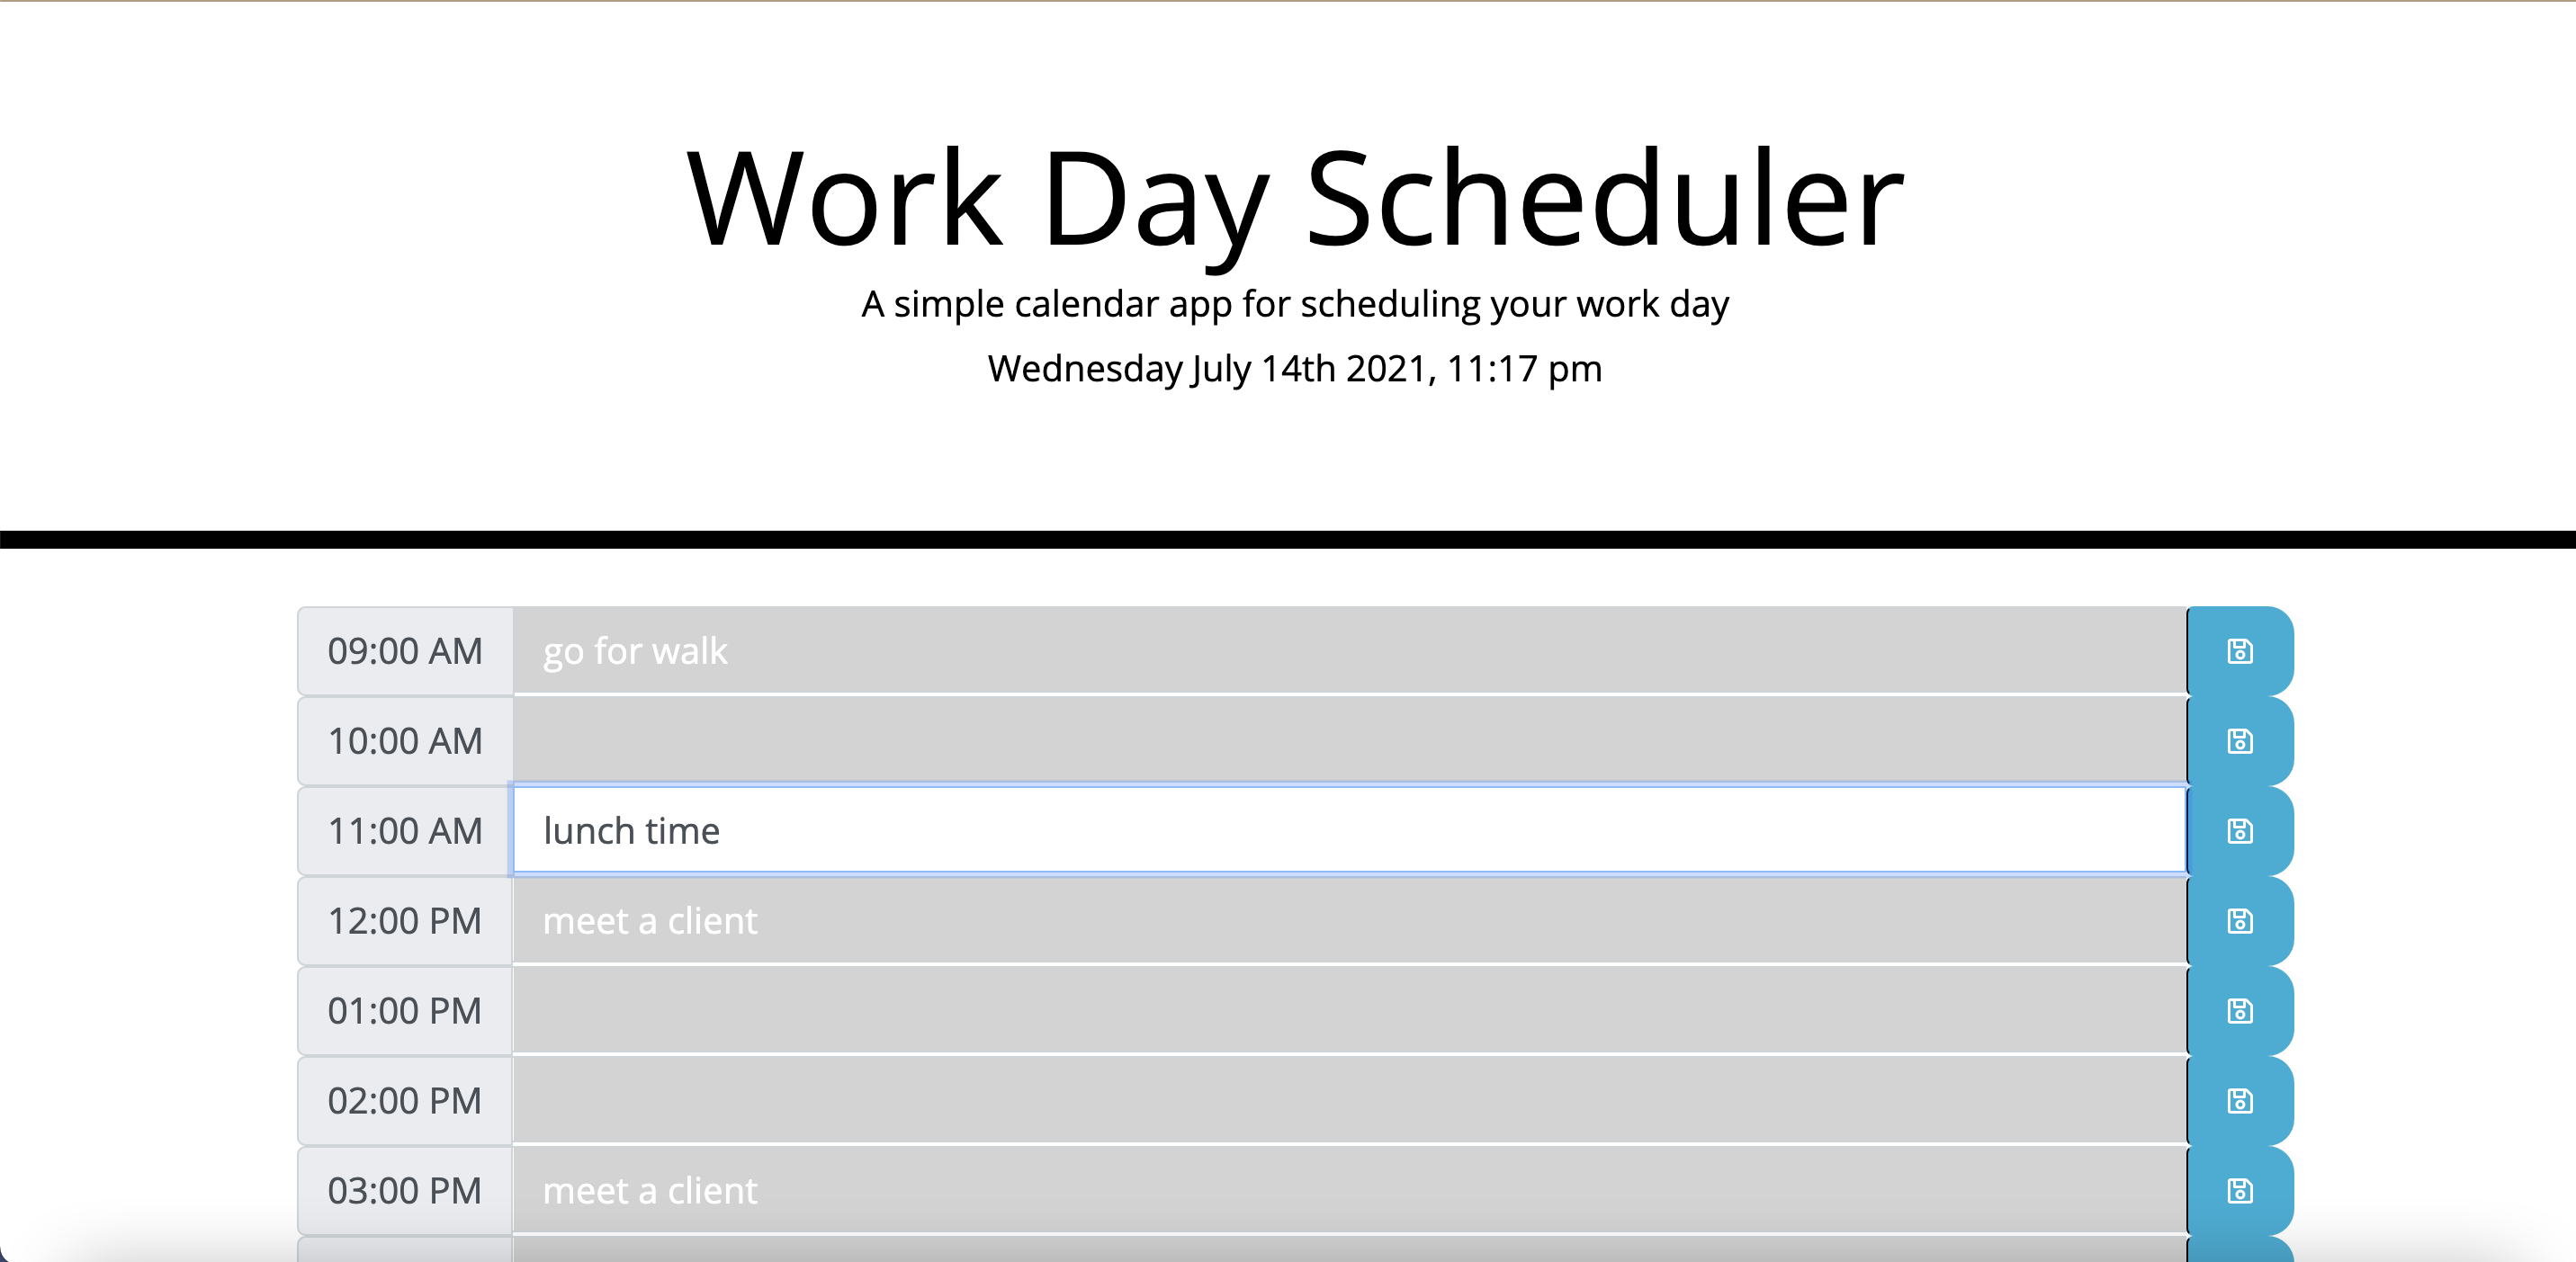 Work Day Scheduler
A simple calendar app for scheduling your work day
Wednesday July 14th 2021, 11:17 pm
09:00 AM go for walk
10:00 AM
11:00 AM lunch time
12:00 PM meet a client
01:00 PM
02:00 PM
03:00 PM meet a client